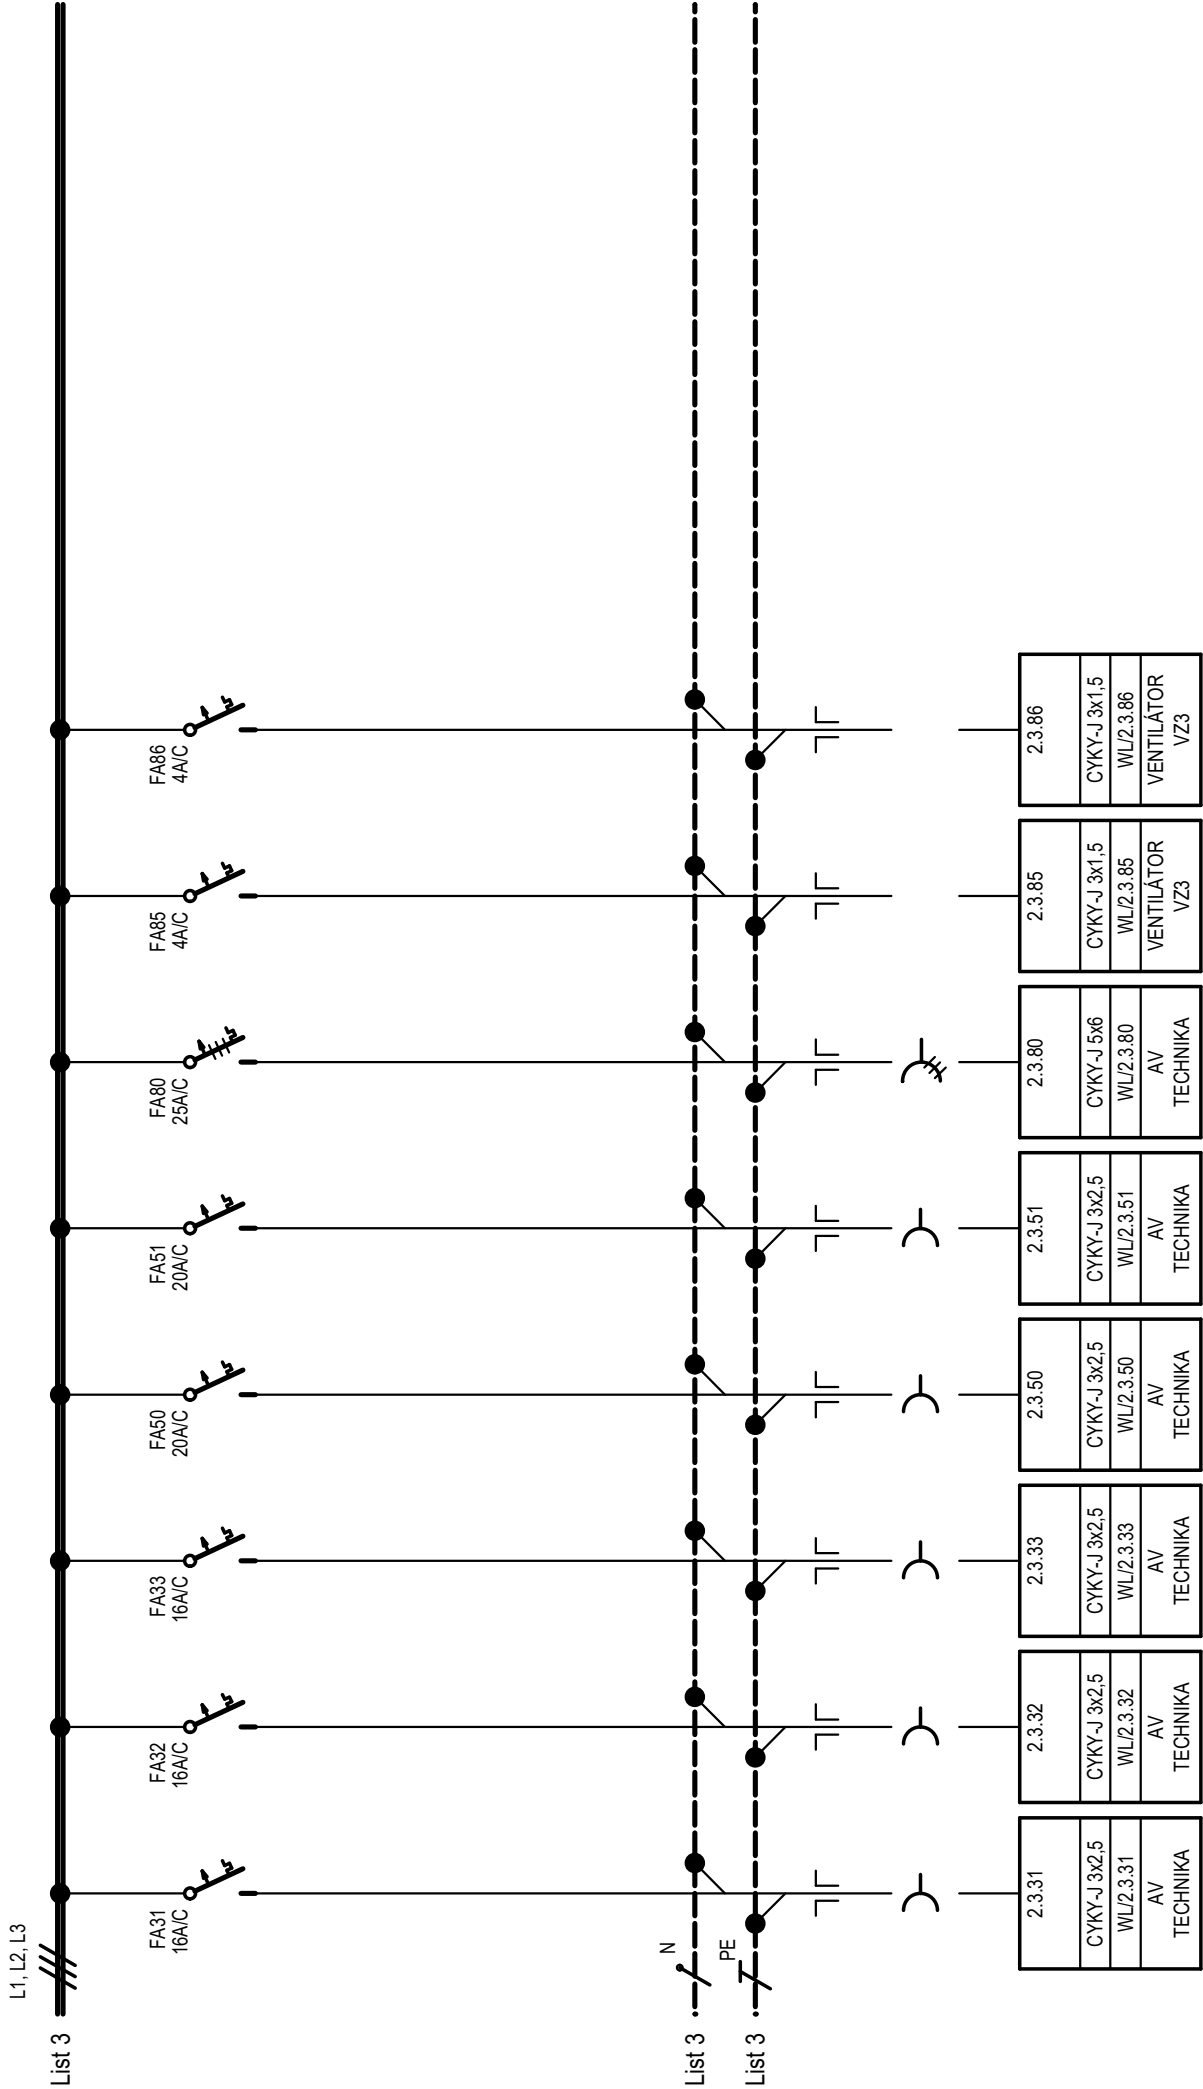 L1, L2, L3
List 3
FA31
16A/C
FA32
16A/C
FA33
16A/C
FA50
20A/C
FA51
20A/C
FA80
25A/C
FA85
4A/C
FA86
4A/C
N
List 3
PE
List 3
2.3.31
CYKY-J 3x2,5
WL/2.3.31
AV
TECHNIKA
2.3.32
CYKY-J 3x2,5
WL/2.3.32
AV
TECHNIKA
2.3.33
CYKY-J 3x2,5
WL/2.3.33
AV
TECHNIKA
2.3.50
CYKY-J 3x2,5
WL/2.3.50
AV
TECHNIKA
2.3.51
CYKY-J 3x2,5
WL/2.3.51
AV
TECHNIKA
2.3.80
CYKY-J 5x6
WL/2.3.80
AV
TECHNIKA
2.3.85
CYKY-J 3x1,5
WL/2.3.85
VENTILÁTOR
VZ3
2.3.86
CYKY-J 3x1,5
WL/2.3.86
VENTILÁTOR
VZ3